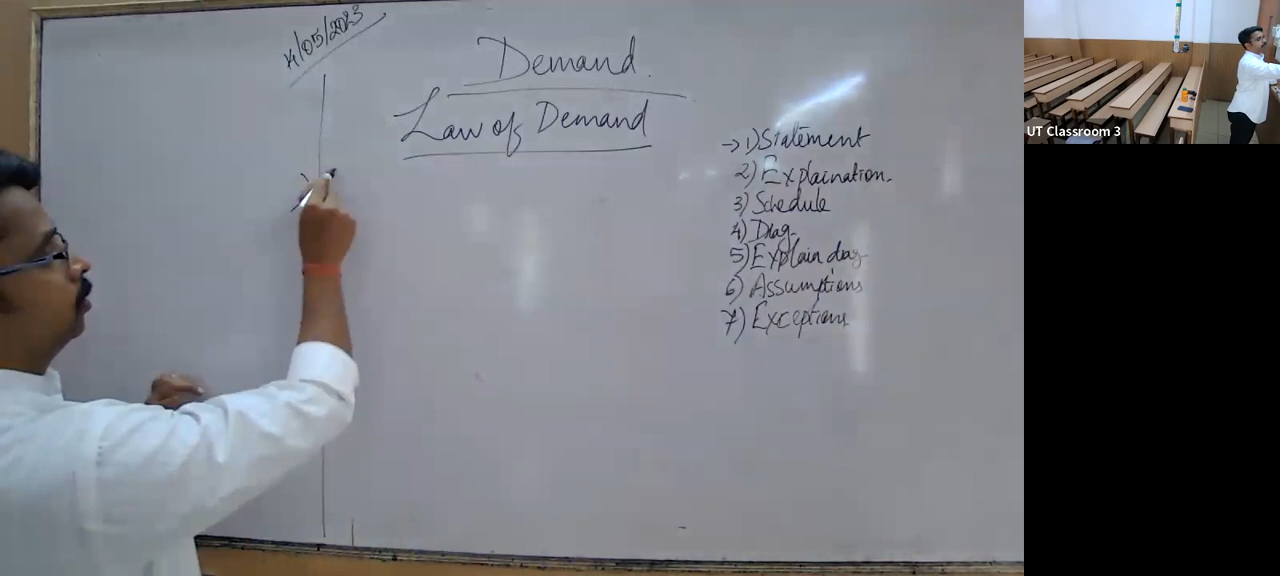 11/05/2023
Demand.
Law of Demand
→ 1) Statement
2) Explaination.
3) Schedule
4) Diag.
5) Explain diag
6) Assumptions
7) Exceptions
UT Classroom 3